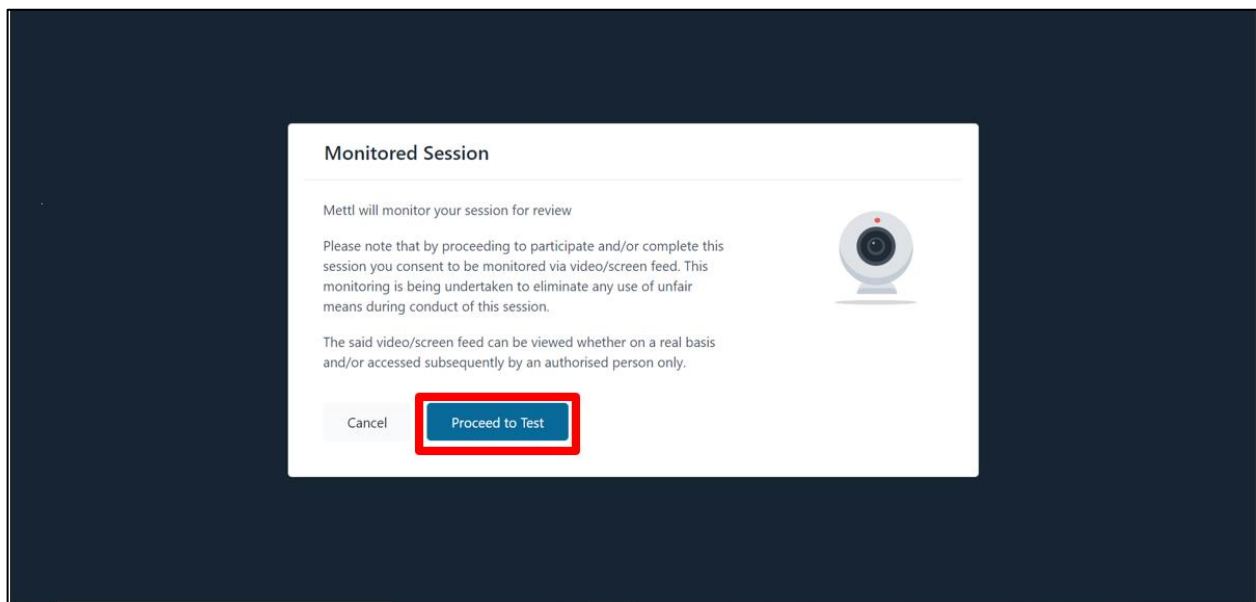 Monitored Session
Mettl will monitor your session for review
Please note that by proceeding to participate and/or complete this
session you consent to be monitored via video/screen feed. This
monitoring is being undertaken to eliminate any use of unfair
means during conduct of this session.
The said video/screen feed can be viewed whether on a real basis
and/or accessed subsequently by an authorised person only.
Cancel
Proceed to Test